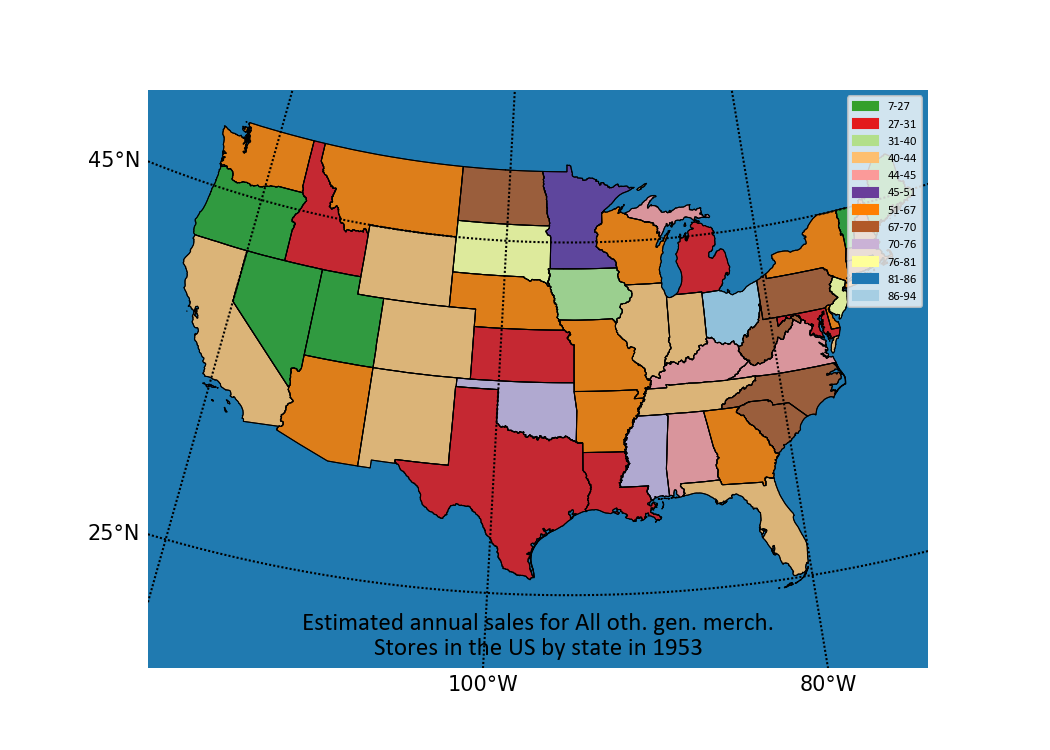 7-27
27-31
31-40
40-44
44-45
45-51
51-67
67-70
70-76
76-81
81-86
86-94
45°N
25°N
Estimated annual sales for All oth. gen. merch.
Stores in the US by state in 1953
100°W
80°W